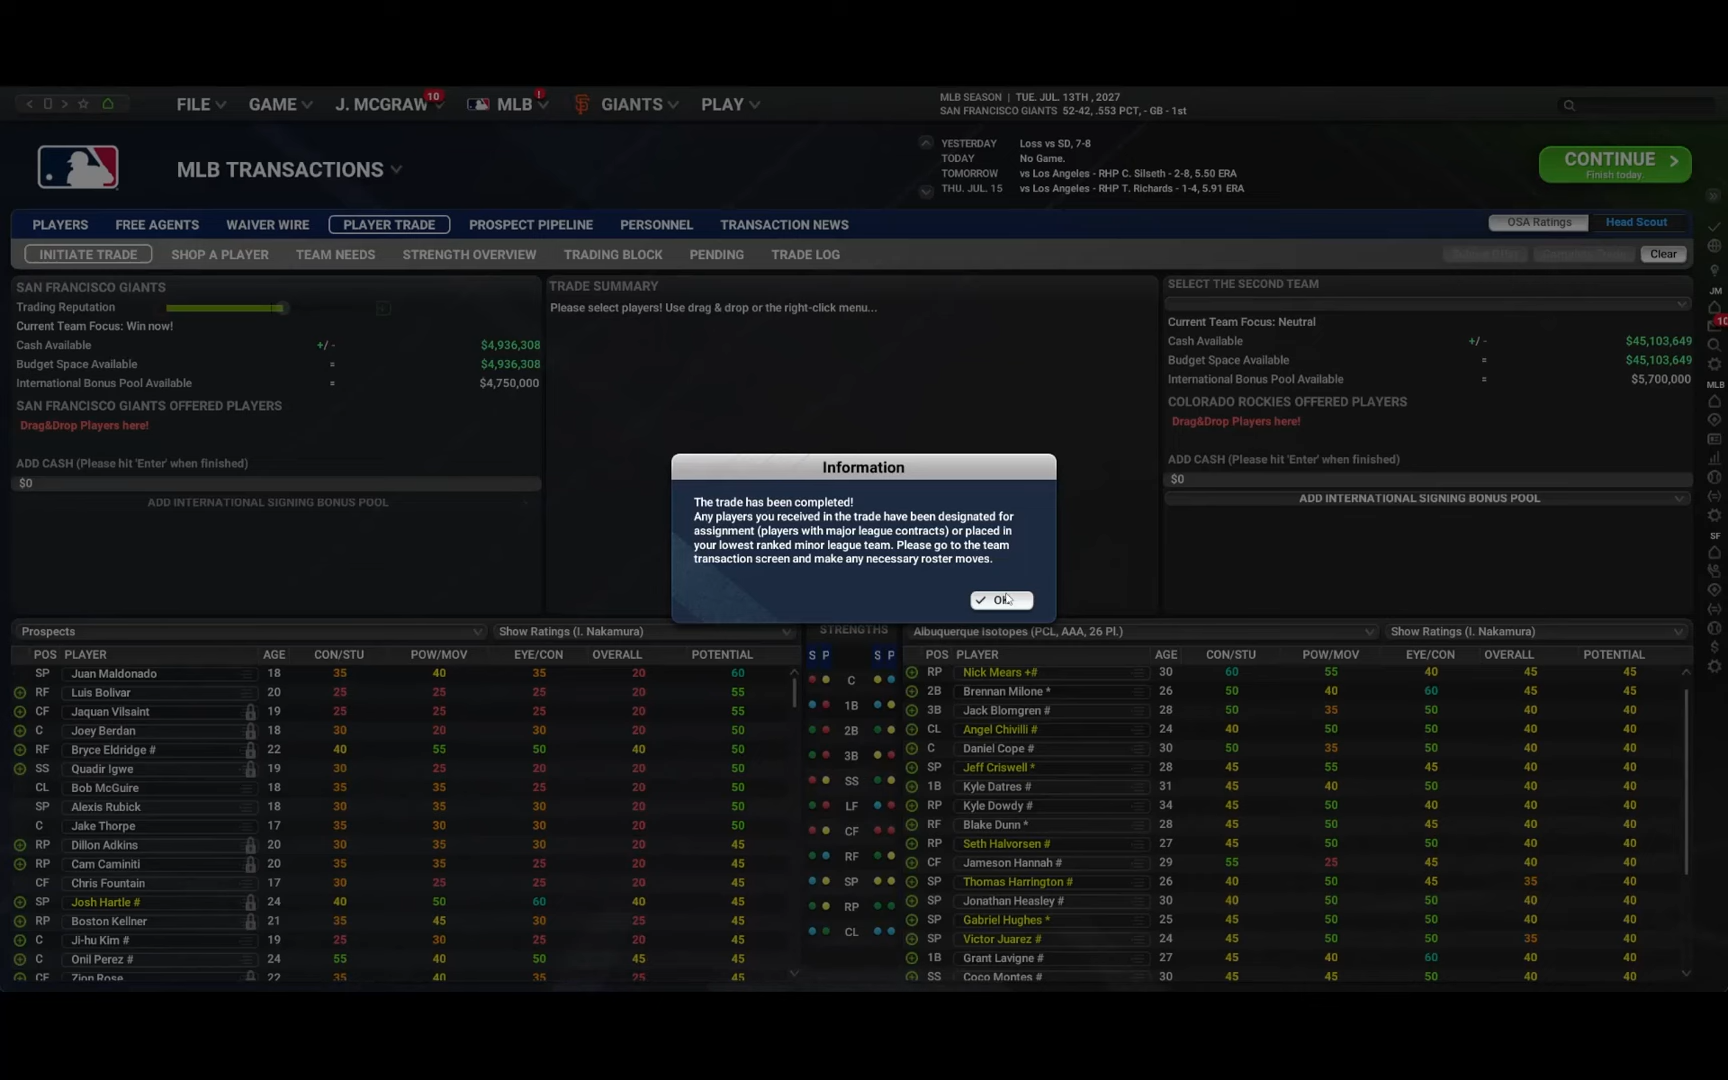 FILE GAME J. MCGRAW 10 MLB ! GIANTS PLAY
MLB SEASON | TUE. JUL. 13TH , 2027
SAN FRANCISCO GIANTS 52-42, .553 PCT, - GB - 1st
MLB TRANSACTIONS
YESTERDAY Loss vs SD, 7-8
TODAY No Game.
TOMORROW vs Los Angeles - RHP C. Silseth - 2-8, 5.50 ERA
THU. JUL. 15 vs Los Angeles - RHP T. Richards - 1-4, 5.91 ERA
CONTINUE
Finish today.
PLAYERS FREE AGENTS WAIVER WIRE PLAYER TRADE PROSPECT PIPELINE PERSONNEL TRANSACTION NEWS OSA Ratings Head Scout
INITIATE TRADE SHOP A PLAYER TEAM NEEDS STRENGTH OVERVIEW TRADING BLOCK PENDING TRADE LOG Clear
SAN FRANCISCO GIANTS
Trading Reputation
Current Team Focus: Win now!
Cash Available +/- $4,936,308
Budget Space Available = $4,936,308
International Bonus Pool Available = $4,750,000
SAN FRANCISCO GIANTS OFFERED PLAYERS
Drag&Drop Players here!
ADD CASH (Please hit 'Enter' when finished)
$0
ADD INTERNATIONAL SIGNING BONUS POOL
TRADE SUMMARY
Please select players! Use drag & drop or the right-click menu...
SELECT THE SECOND TEAM
Current Team Focus: Neutral
Cash Available +/- $45,103,649
Budget Space Available = $45,103,649
International Bonus Pool Available = $5,700,000
COLORADO ROCKIES OFFERED PLAYERS
Drag&Drop Players here!
ADD CASH (Please hit 'Enter' when finished)
$0
ADD INTERNATIONAL SIGNING BONUS POOL
Information
The trade has been completed!
Any players you received in the trade have been designated for
assignment (players with major league contracts) or placed in
your lowest ranked minor league team. Please go to the team
transaction screen and make any necessary roster moves.
OK
Prospects Show Ratings (I. Nakamura)
POS PLAYER AGE CON/STU POW/MOV EYE/CON OVERALL POTENTIAL
SP Juan Maldonado 18 35 40 35 20 60
RF Luis Bolivar 20 25 25 25 20 55
CF Jaquan Vilsaint 19 25 25 25 20 55
C Joey Berdan 18 30 20 30 20 50
RF Bryce Eldridge # 22 40 55 50 40 50
SS Quadir Igwe 19 30 25 20 20 50
CL Bob McGuire 18 35 35 25 20 50
SP Alexis Rubick 18 30 30 30 20 50
C Jake Thorpe 17 35 30 30 20 50
RP Dillon Adkins 20 30 35 30 20 45
RP Cam Caminiti 20 35 35 25 20 45
CF Chris Fountain 17 30 25 25 20 45
SP Josh Hartle # 24 40 50 60 40 45
RP Boston Kellner 21 35 45 30 25 45
C Ji-hu Kim # 19 25 30 25 20 45
C Onil Perez # 24 55 40 50 45 45
CF Zion Rose 22 35 40 35 25 45
STRENGTHS
S P S P
C
1B
2B
3B
SS
LF
CF
RF
SP
RP
CL
Albuquerque Isotopes (PCL, AAA, 26 Pl.) Show Ratings (I. Nakamura)
POS PLAYER AGE CON/STU POW/MOV EYE/CON OVERALL POTENTIAL
RP Nick Mears +# 30 60 55 40 45 45
2B Brennan Milone * 26 50 40 60 45 45
3B Jack Blomgren # 28 50 35 50 40 40
CL Angel Chivilli # 24 40 50 50 40 40
C Daniel Cope # 30 50 35 50 40 40
SP Jeff Criswell * 28 45 55 45 40 40
1B Kyle Datres # 31 45 40 50 40 40
RP Kyle Dowdy # 34 45 50 40 40 40
RF Blake Dunn * 28 45 50 45 40 40
RP Seth Halvorsen # 27 45 50 50 40 40
CF Jameson Hannah # 29 55 25 45 40 40
SP Thomas Harrington # 26 40 50 45 35 40
SP Jonathan Heasley # 30 40 50 50 40 40
SP Gabriel Hughes * 25 45 50 50 40 40
SP Victor Juarez # 24 45 50 50 35 40
1B Grant Lavigne # 27 45 40 60 40 40
SS Coco Montes # 30 45 45 50 40 40
JM
10
MLB
SF